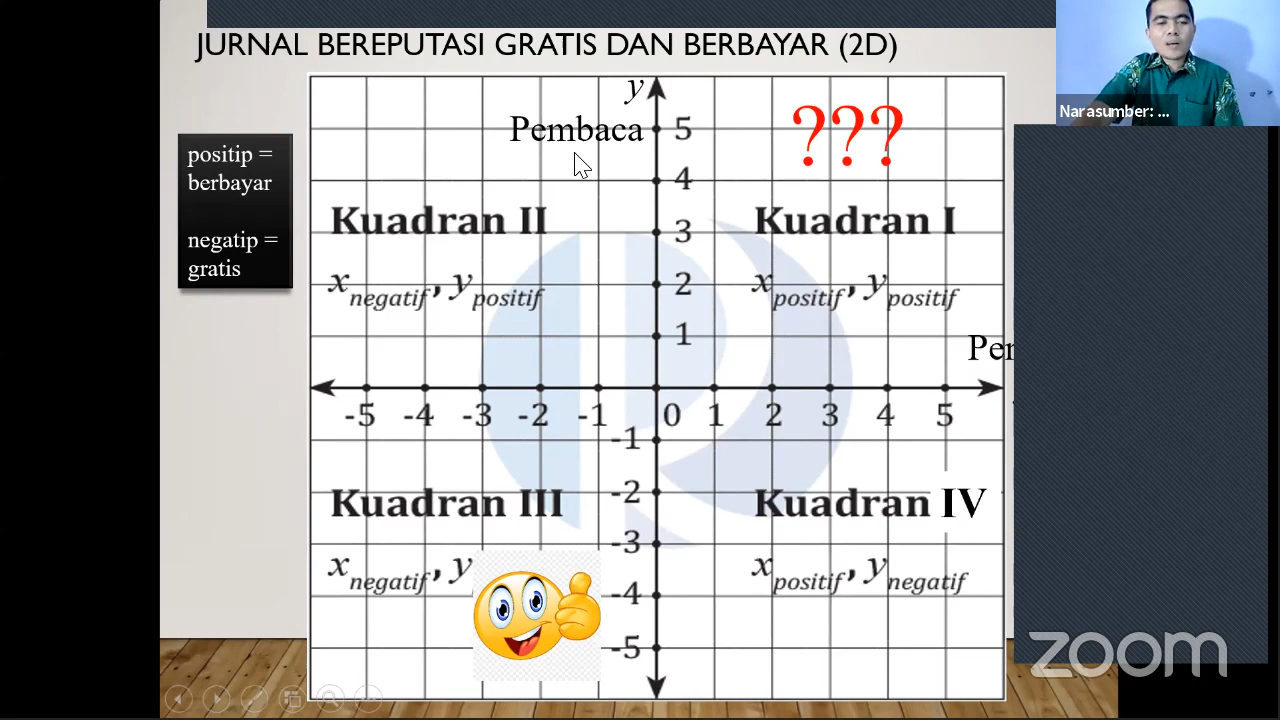 JURNAL BEREPUTASI GRATIS DAN BERBAYAR (2D)
Narasumber: ...
positip =
berbayar
negatip =
gratis
y
Pembaca
5
???
4
Kuadran II
3
Kuadran I
x negatif, y positif
2
x positif, y positif
1
-5 -4 -3 -2 -1 0 1 2 3 4 5
-1
Kuadran III
-2
Kuadran IV
-3
x negatif, y
x positif, y negatif
-4
-5
zoom